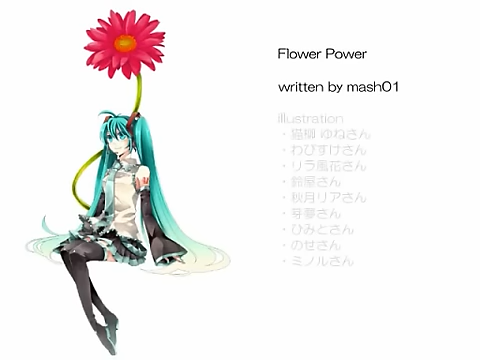 Flower Power
written by mash01
illustration
・猫柳 ゆねさん
・わびすけさん
・リラ風花さん
・鈴屋さん
・秋月リアさん
・芽夢さん
・ひみとさん
・のせさん
・ミノルさん